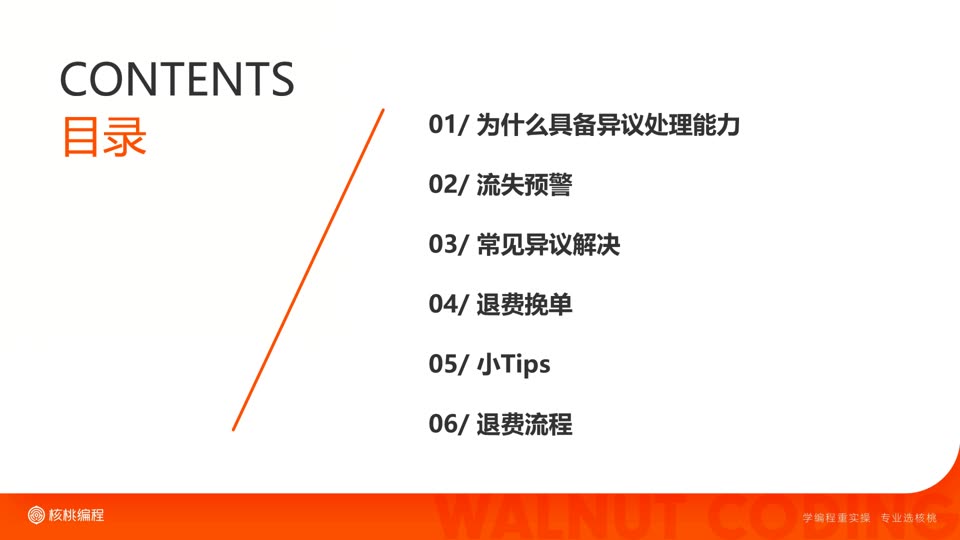 CONTENTS
目录
01/ 为什么具备异议处理能力
02/ 流失预警
03/ 常见异议解决
04/ 退费挽单
05/ 小Tips
06/ 退费流程
核桃编程
WALNUT CODING
学编程重实操 专业选核桃